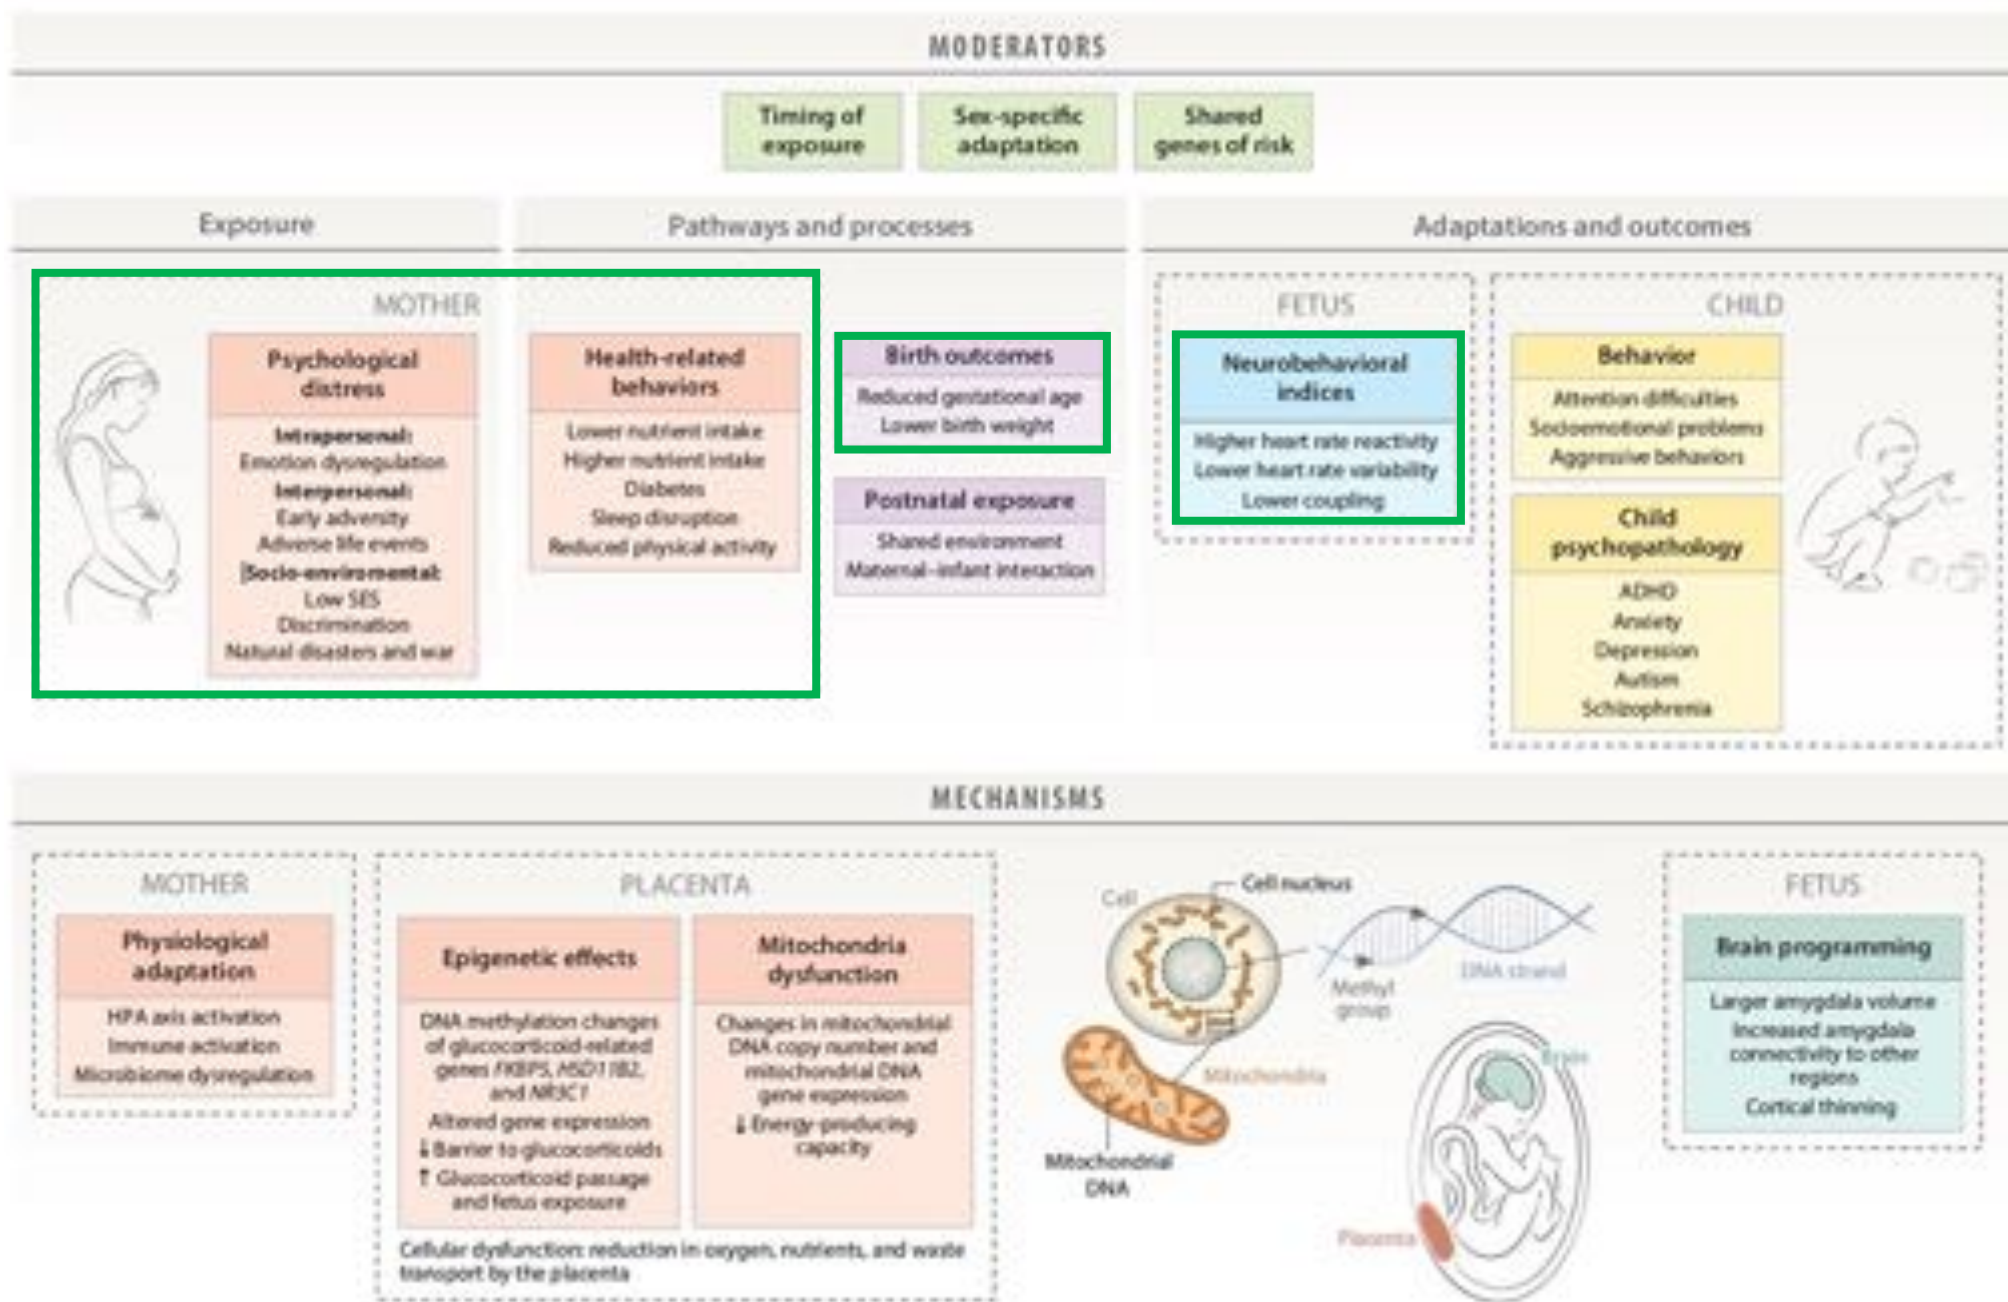 MODERATORS
Timing of
exposure
Sex-specific
adaptation
Shared
genes of risk
Exposure
Pathways and processes
Adaptations and outcomes
MOTHER
Psychological
distress
Intrapersonal:
Emotion dysregulation
Interpersonal:
Early adversity
Adverse life events
|Socio-enviromental:
Low SES
Discrimination
Natural disasters and war
Health-related
behaviors
Lower nutrient intake
Higher nutrient intake
Diabetes
Sleep disruption
Reduced physical activity
Birth outcomes
Reduced gestational age
Lower birth weight
Postnatal exposure
Shared environment
Maternal–infant interaction
FETUS
Neurobehavioral
indices
Higher heart rate reactivity
Lower heart rate variability
Lower coupling
CHILD
Behavior
Attention difficulties
Socioemotional problems
Aggressive behaviors
Child
psychopathology
ADHD
Anxiety
Depression
Autism
Schizophrenia
MECHANISMS
MOTHER
Physiological
adaptation
HPA axis activation
Immune activation
Microbiome dysregulation
PLACENTA
Epigenetic effects
DNA methylation changes
of glucocorticoid-related
genes FKBP5, HSD11B2,
and NR3C1
Altered gene expression
↓ Barrier to glucocorticoids
↑ Glucocorticoid passage
and fetus exposure
Mitochondria
dysfunction
Changes in mitochondrial
DNA copy number and
mitochondrial DNA
gene expression
↓ Energy-producing
capacity
Cellular dysfunction: reduction in oxygen, nutrients, and waste
transport by the placenta
Cell
Cell nucleus
Methyl
group
DNA strand
Mitochondria
Mitochondrial
DNA
Brain
Placenta
FETUS
Brain programming
Larger amygdala volume
Increased amygdala
connectivity to other
regions
Cortical thinning